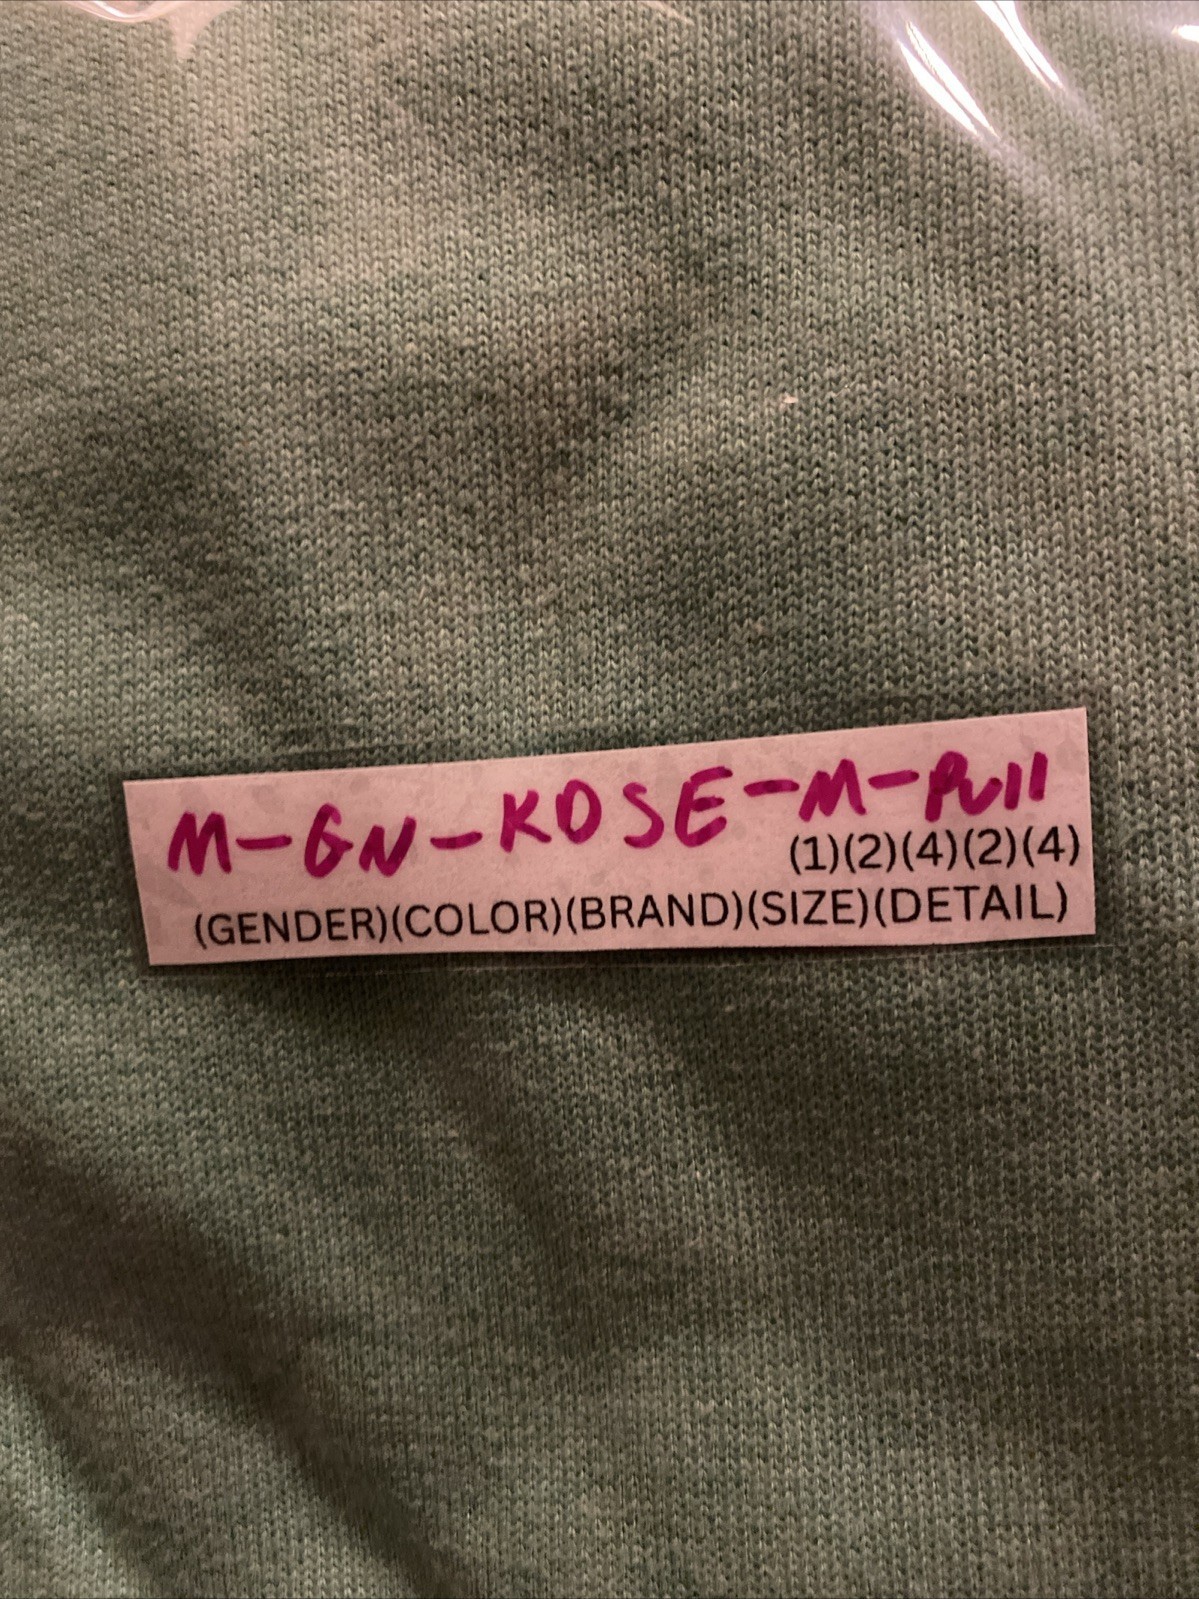 M-GN-KOSE-M-Pull
(1)(2)(4)(2)(4)
(GENDER)(COLOR)(BRAND)(SIZE)(DETAIL)